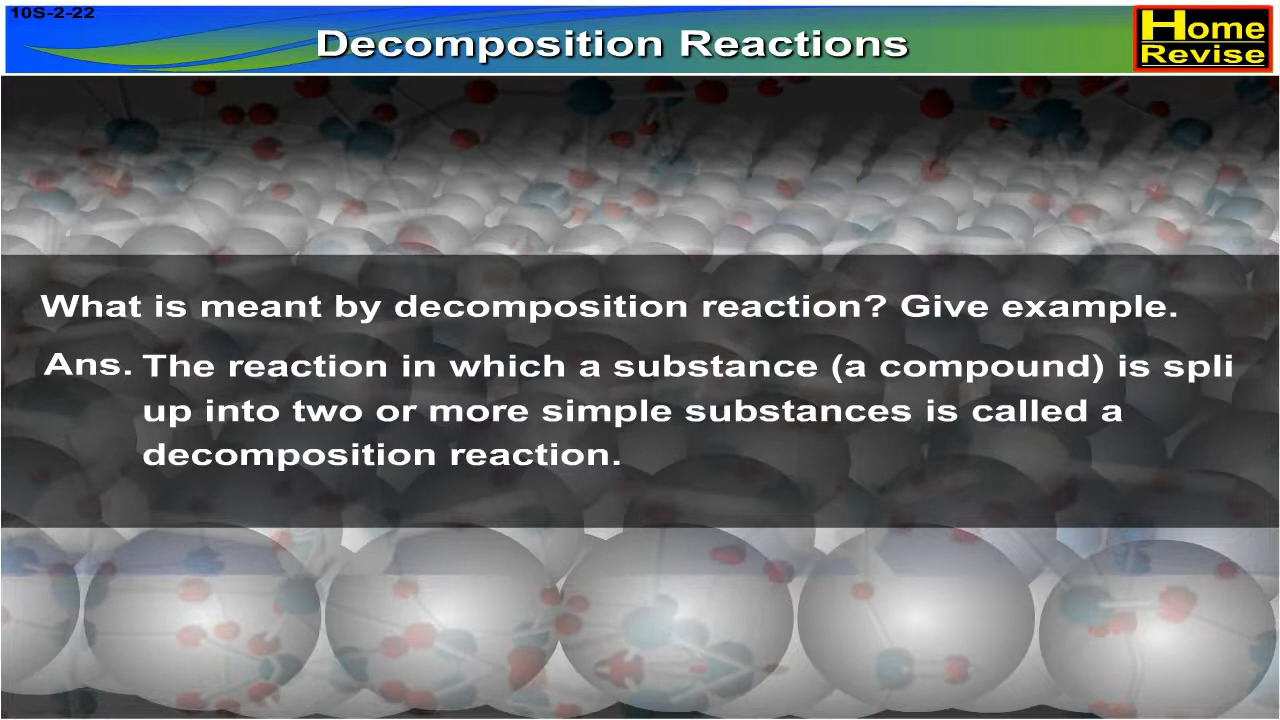 10S-2-22
Decomposition Reactions
Home
Revise
What is meant by decomposition reaction? Give example.
Ans. The reaction in which a substance (a compound) is spli
up into two or more simple substances is called a
decomposition reaction.